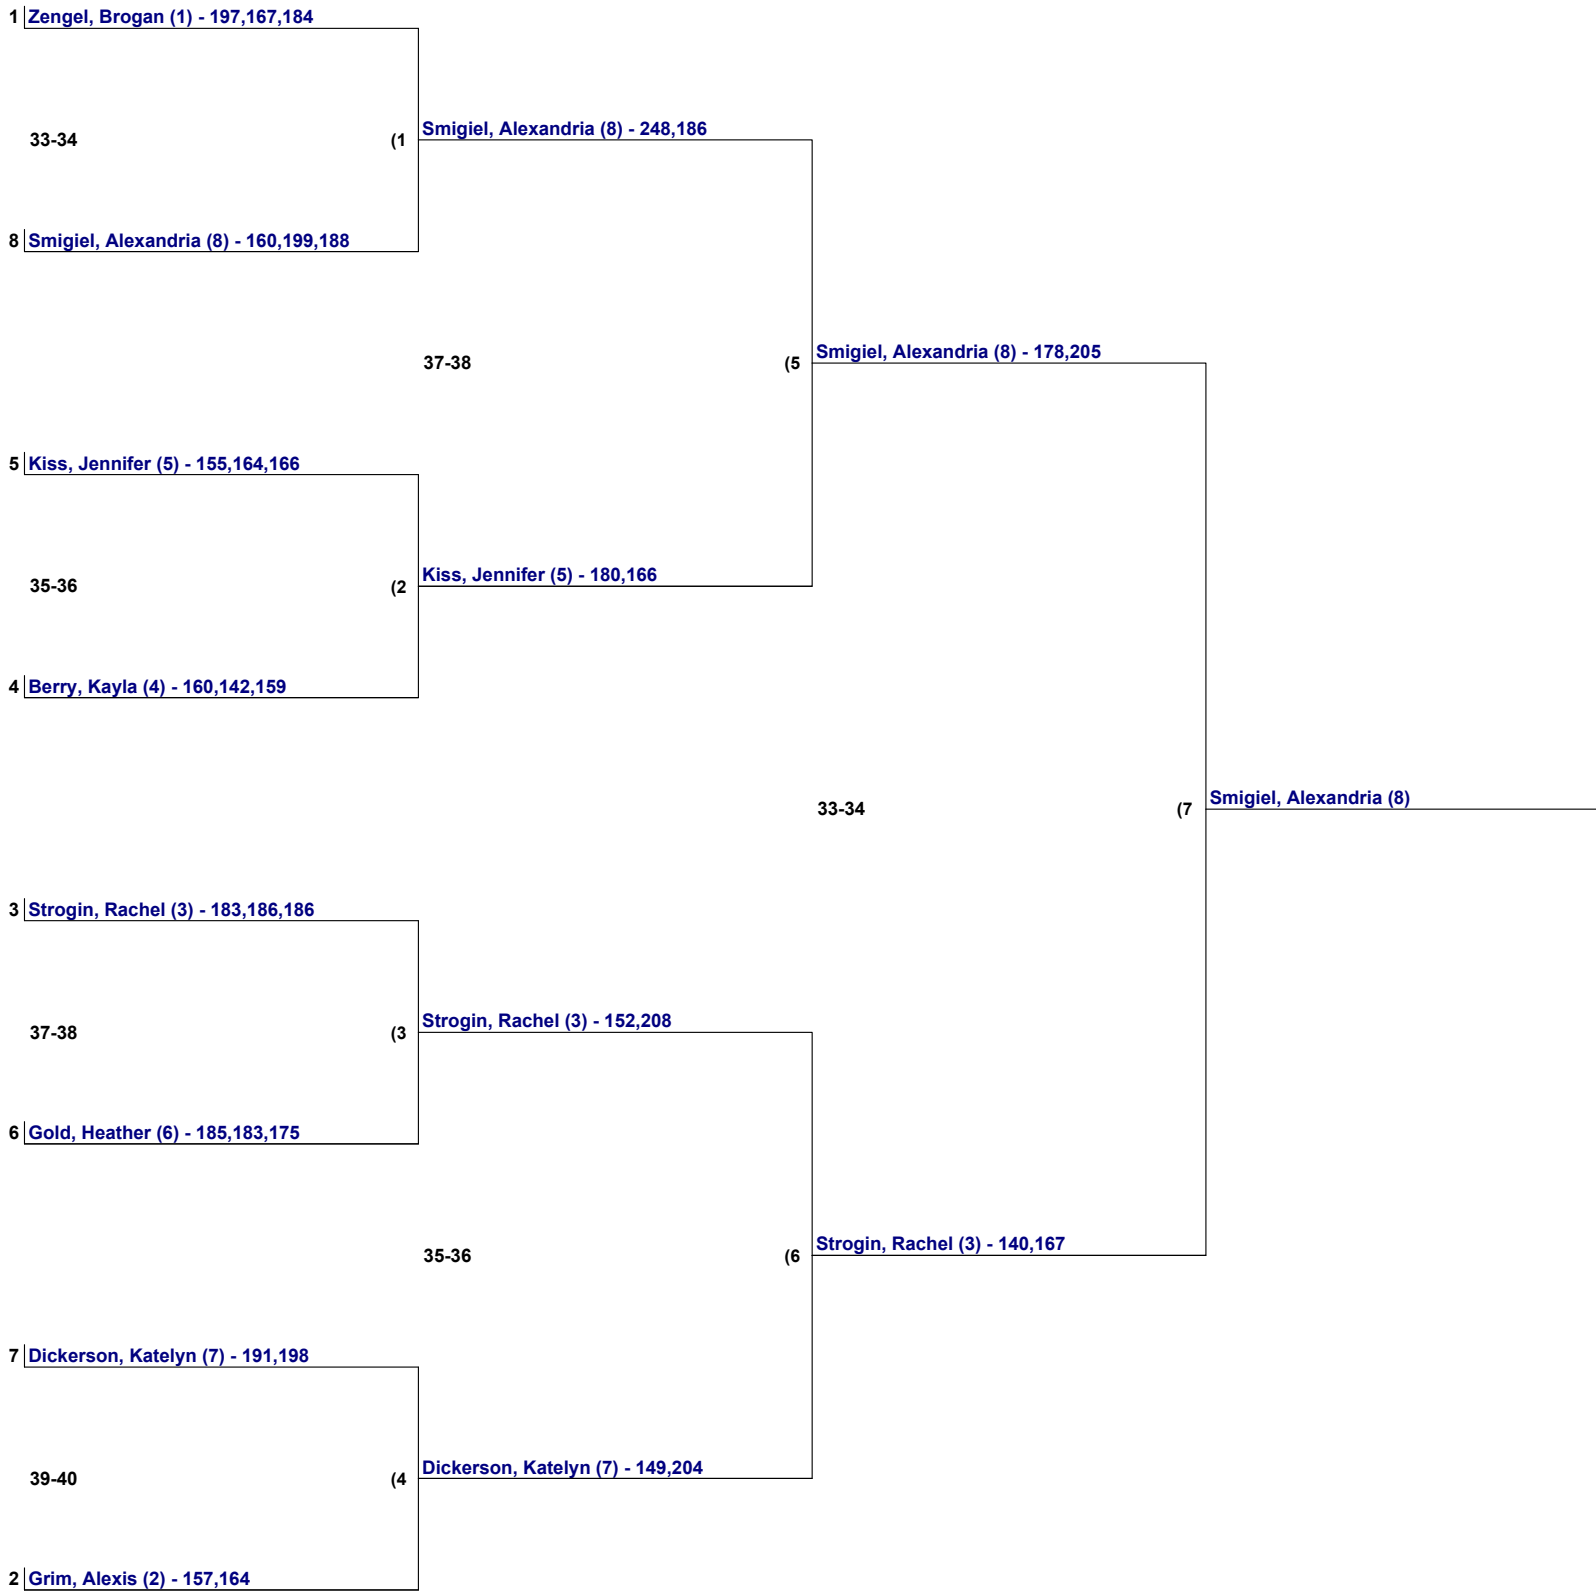 1 Zengel, Brogan (1) - 197,167,184
33-34 (1 Smigiel, Alexandria (8) - 248,186
8 Smigiel, Alexandria (8) - 160,199,188
37-38 (5 Smigiel, Alexandria (8) - 178,205
5 Kiss, Jennifer (5) - 155,164,166
35-36 (2 Kiss, Jennifer (5) - 180,166
4 Berry, Kayla (4) - 160,142,159
33-34 (7 Smigiel, Alexandria (8)
3 Strogin, Rachel (3) - 183,186,186
37-38 (3 Strogin, Rachel (3) - 152,208
6 Gold, Heather (6) - 185,183,175
35-36 (6 Strogin, Rachel (3) - 140,167
7 Dickerson, Katelyn (7) - 191,198
39-40 (4 Dickerson, Katelyn (7) - 149,204
2 Grim, Alexis (2) - 157,164